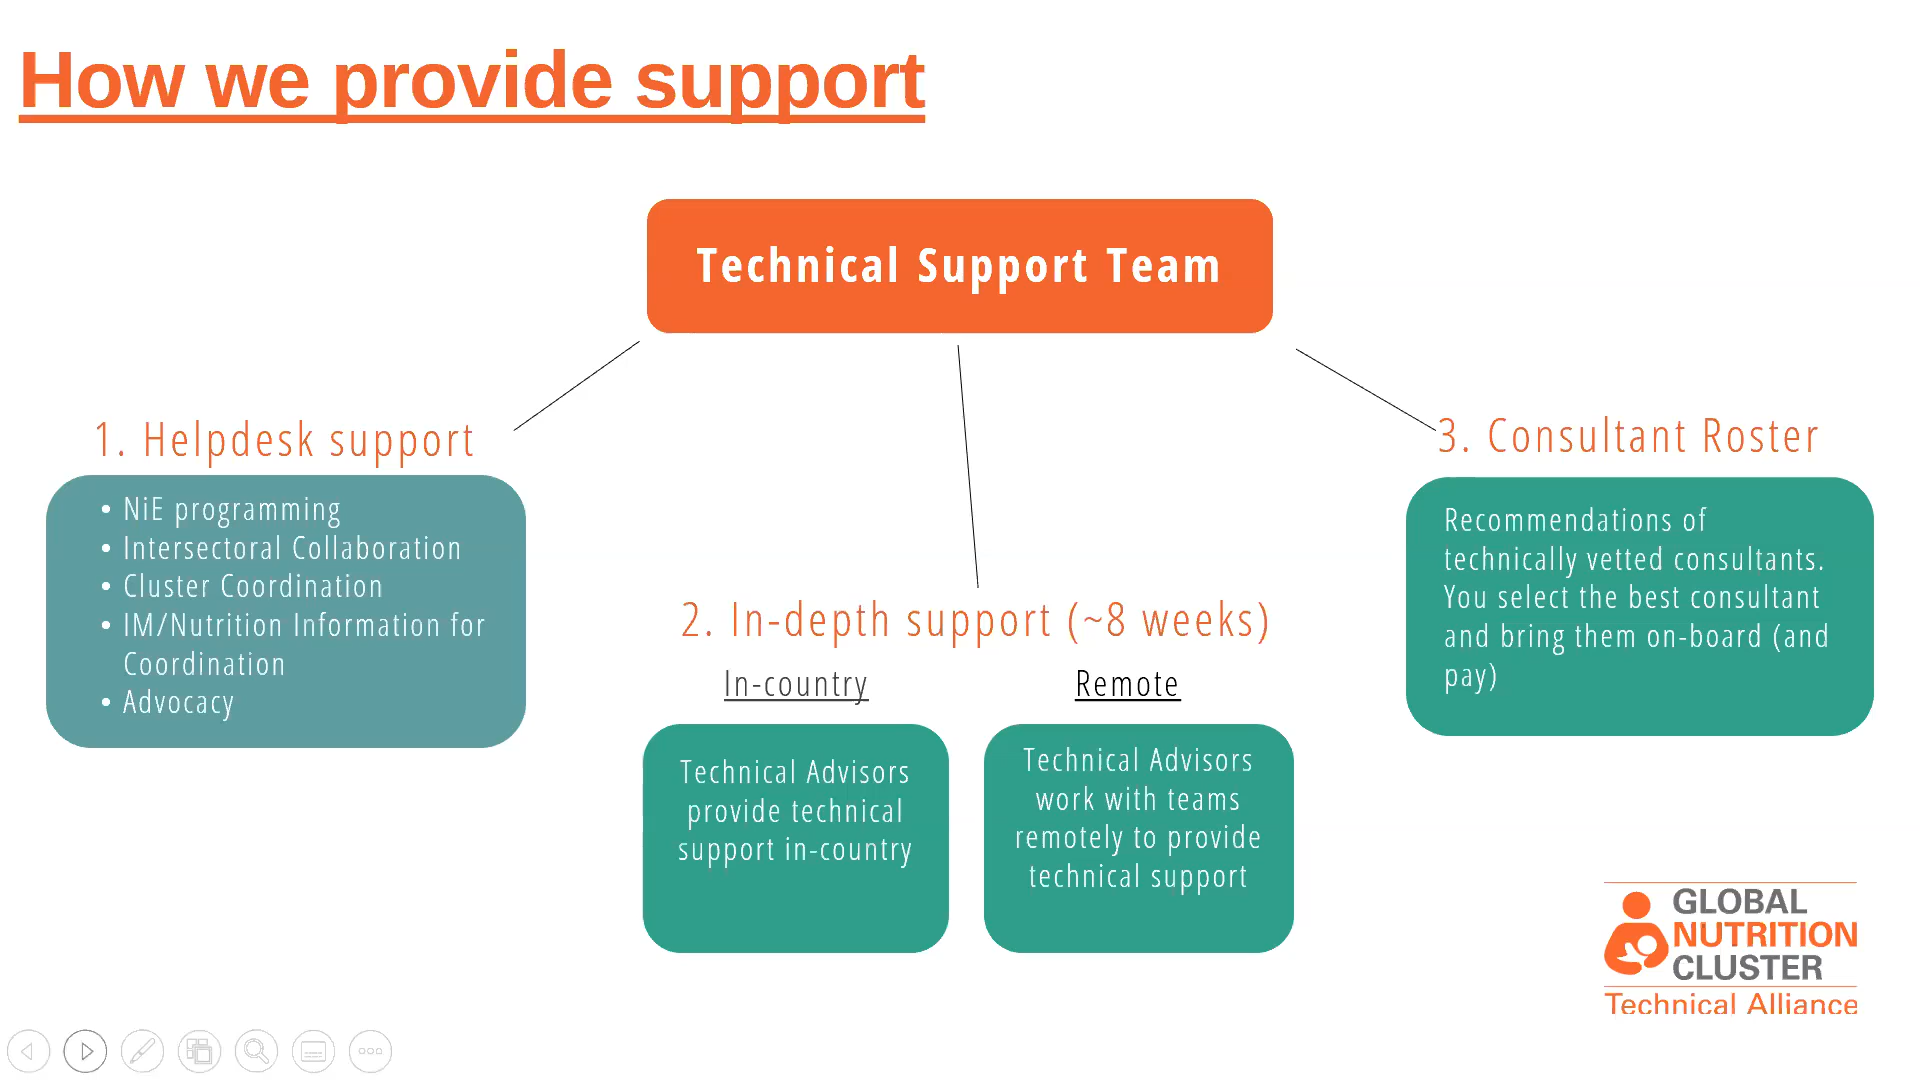 How we provide support
Technical Support Team
1. Helpdesk support
• NiE programming
• Intersectoral Collaboration
• Cluster Coordination
• IM/Nutrition Information for
Coordination
• Advocacy
2. In-depth support (~8 weeks)
In-country
Technical Advisors
provide technical
support in-country
Remote
Technical Advisors
work with teams
remotely to provide
technical support
3. Consultant Roster
Recommendations of
technically vetted consultants.
You select the best consultant
and bring them on-board (and
pay)
GLOBAL
NUTRITION
CLUSTER
Technical Alliance